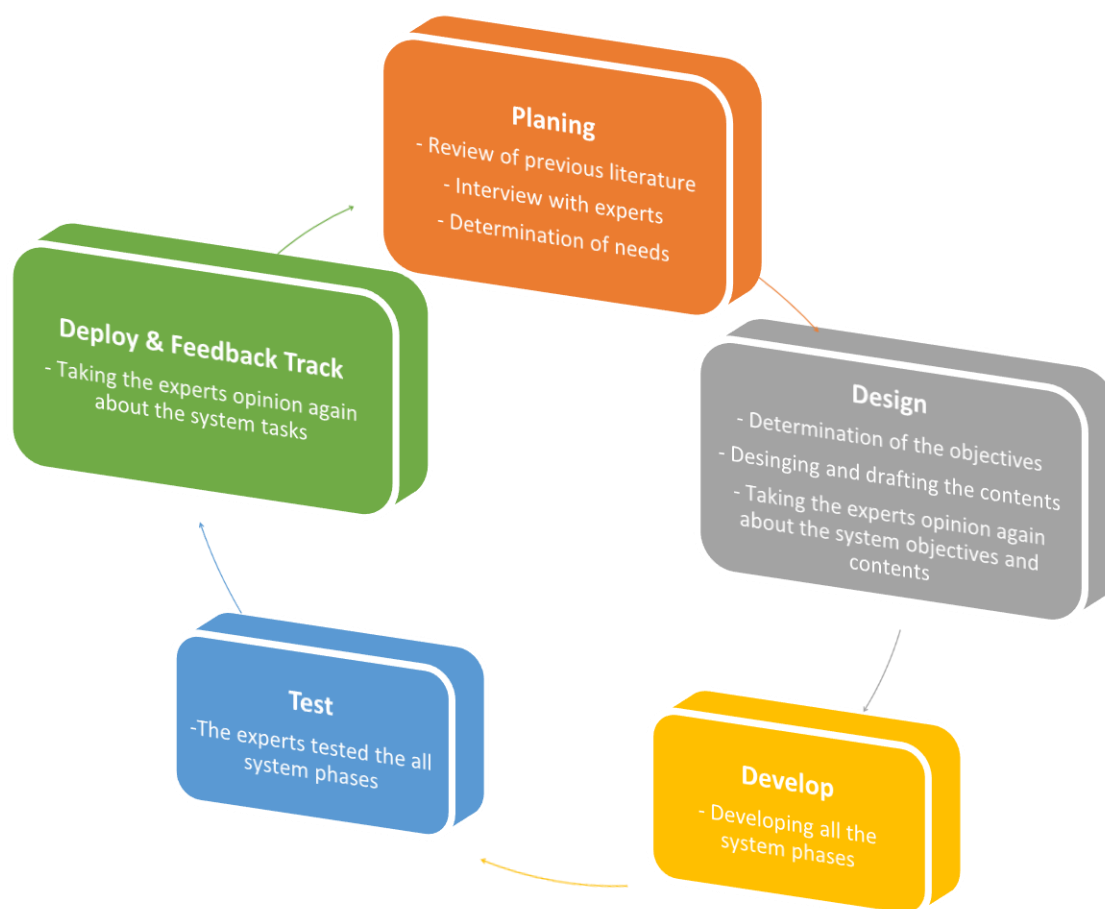 Planing
- Review of previous literature
- Interview with experts
- Determination of needs
Design
- Determination of the objectives
- Desinging and drafting the contents
- Taking the experts opinion again
about the system objectives and
contents
Develop
- Developing all the
system phases
Test
-The experts tested the all
system phases
Deploy & Feedback Track
- Taking the experts opinion again
about the system tasks